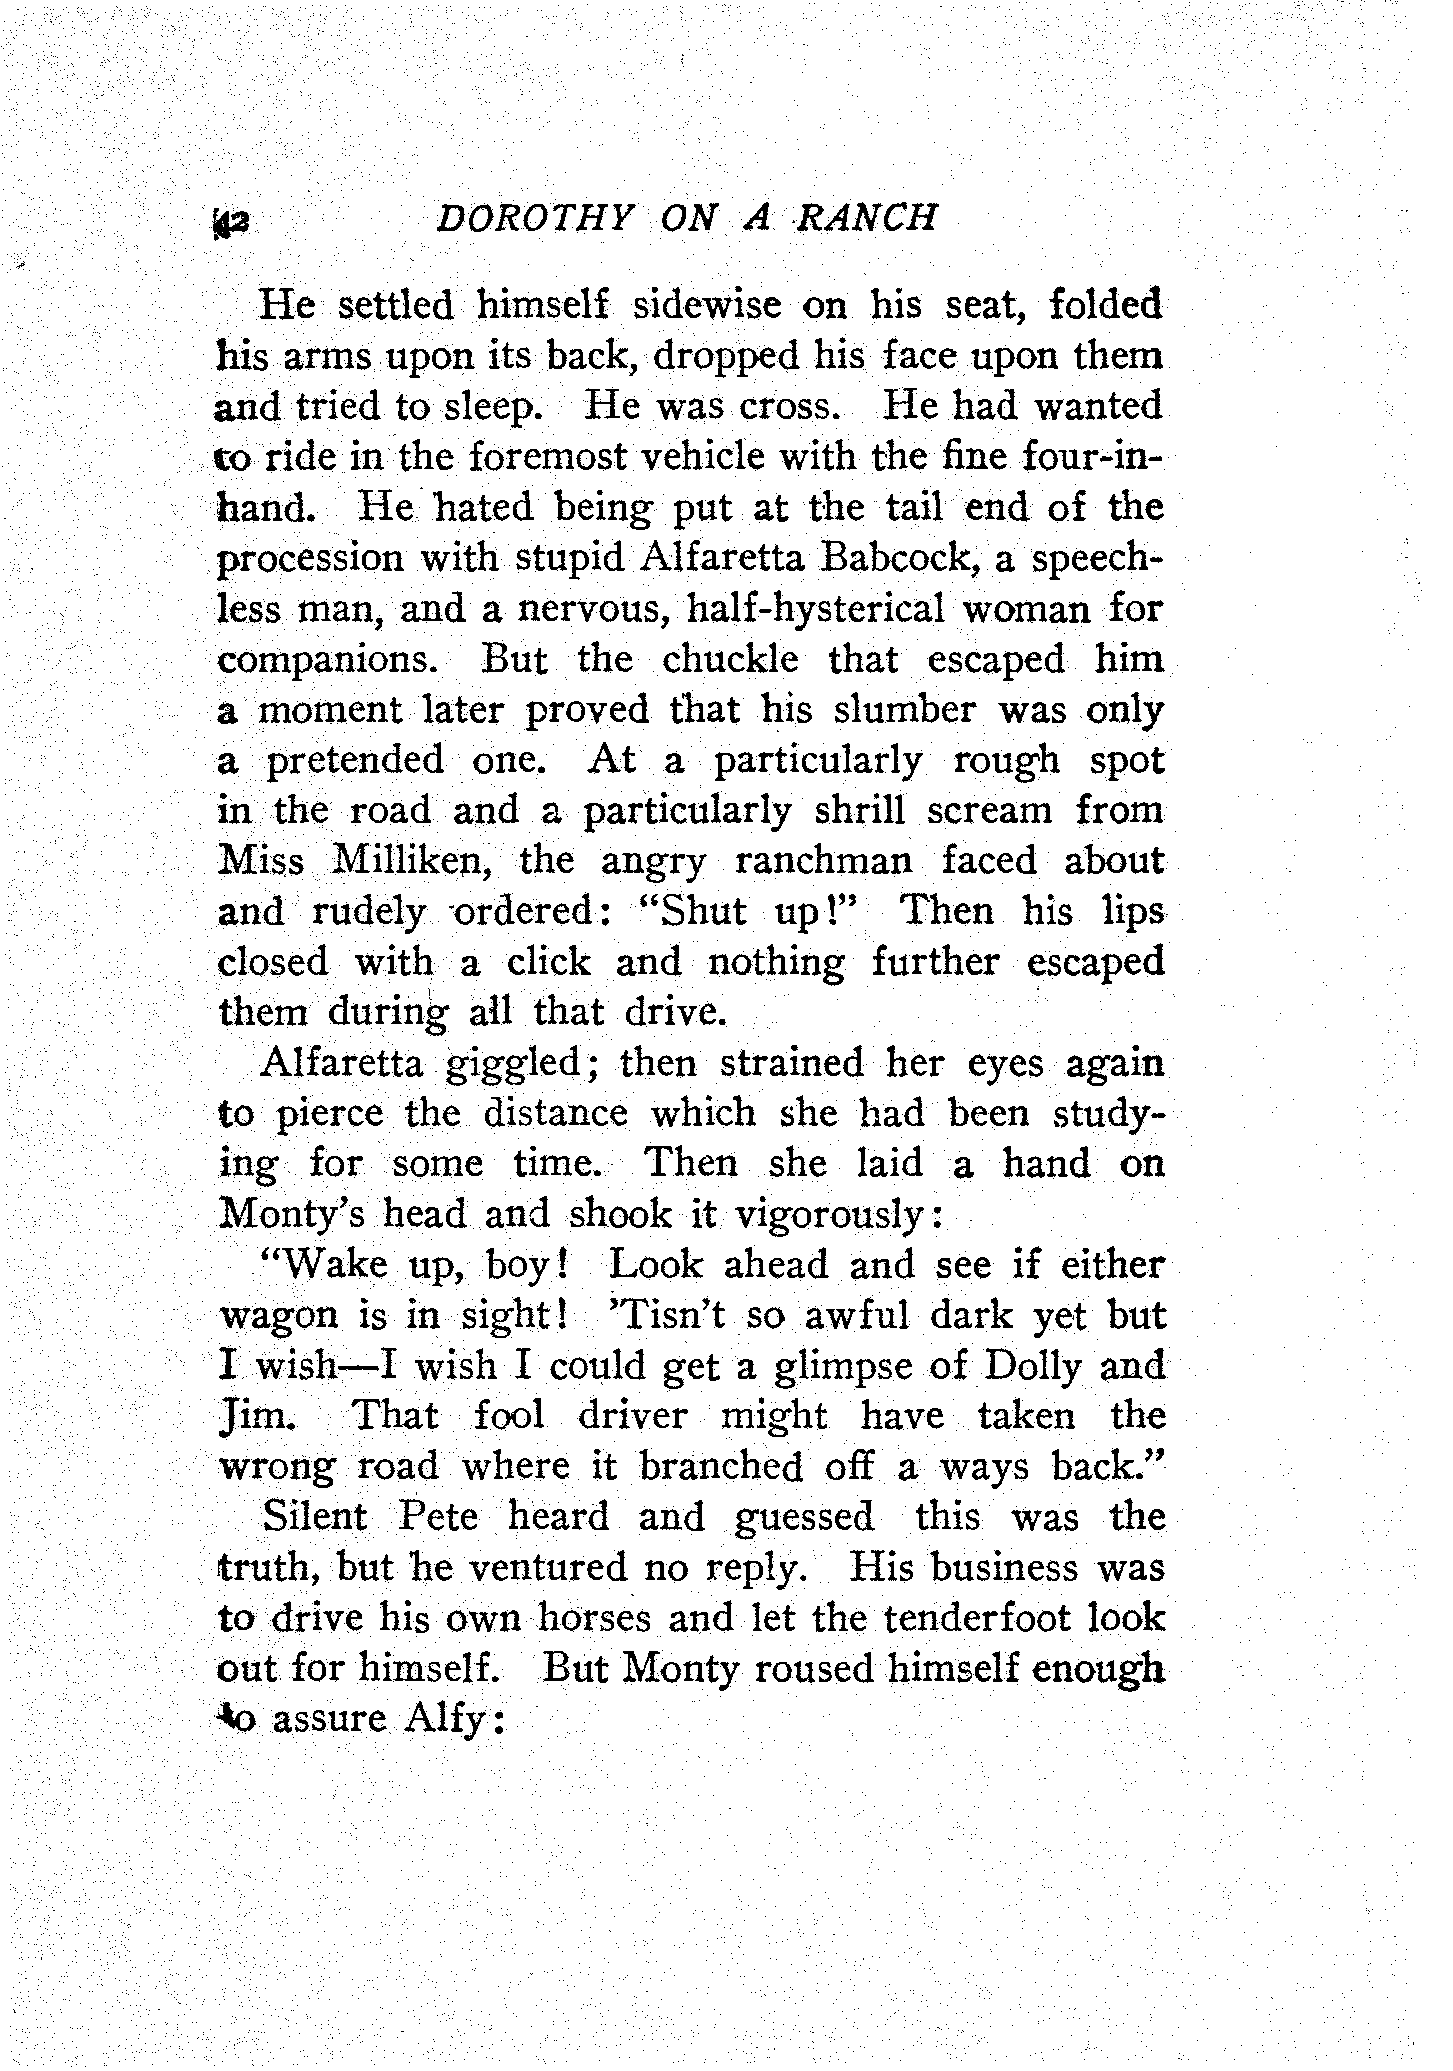 42 DOROTHY ON A RANCH
He settled himself sidewise on his seat, folded
his arms upon its back, dropped his face upon them
and tried to sleep. He was cross. He had wanted
to ride in the foremost vehicle with the fine four-in-
hand. He hated being put at the tail end of the
procession with stupid Alfaretta Babcock, a speech-
less man, and a nervous, half-hysterical woman for
companions. But the chuckle that escaped him
a moment later proved that his slumber was only
a pretended one. At a particularly rough spot
in the road and a particularly shrill scream from
Miss Milliken, the angry ranchman faced about
and rudely ordered: “Shut up!” Then his lips
closed with a click and nothing further escaped
them during all that drive.
Alfaretta giggled; then strained her eyes again
to pierce the distance which she had been study-
ing for some time. Then she laid a hand on
Monty’s head and shook it vigorously:
“Wake up, boy! Look ahead and see if either
wagon is in sight! ’Tisn’t so awful dark yet but
I wish—I wish I could get a glimpse of Dolly and
Jim. That fool driver might have taken the
wrong road where it branched off a ways back.”
Silent Pete heard and guessed this was the
truth, but he ventured no reply. His business was
to drive his own horses and let the tenderfoot look
out for himself. But Monty roused himself enough
to assure Alfy: